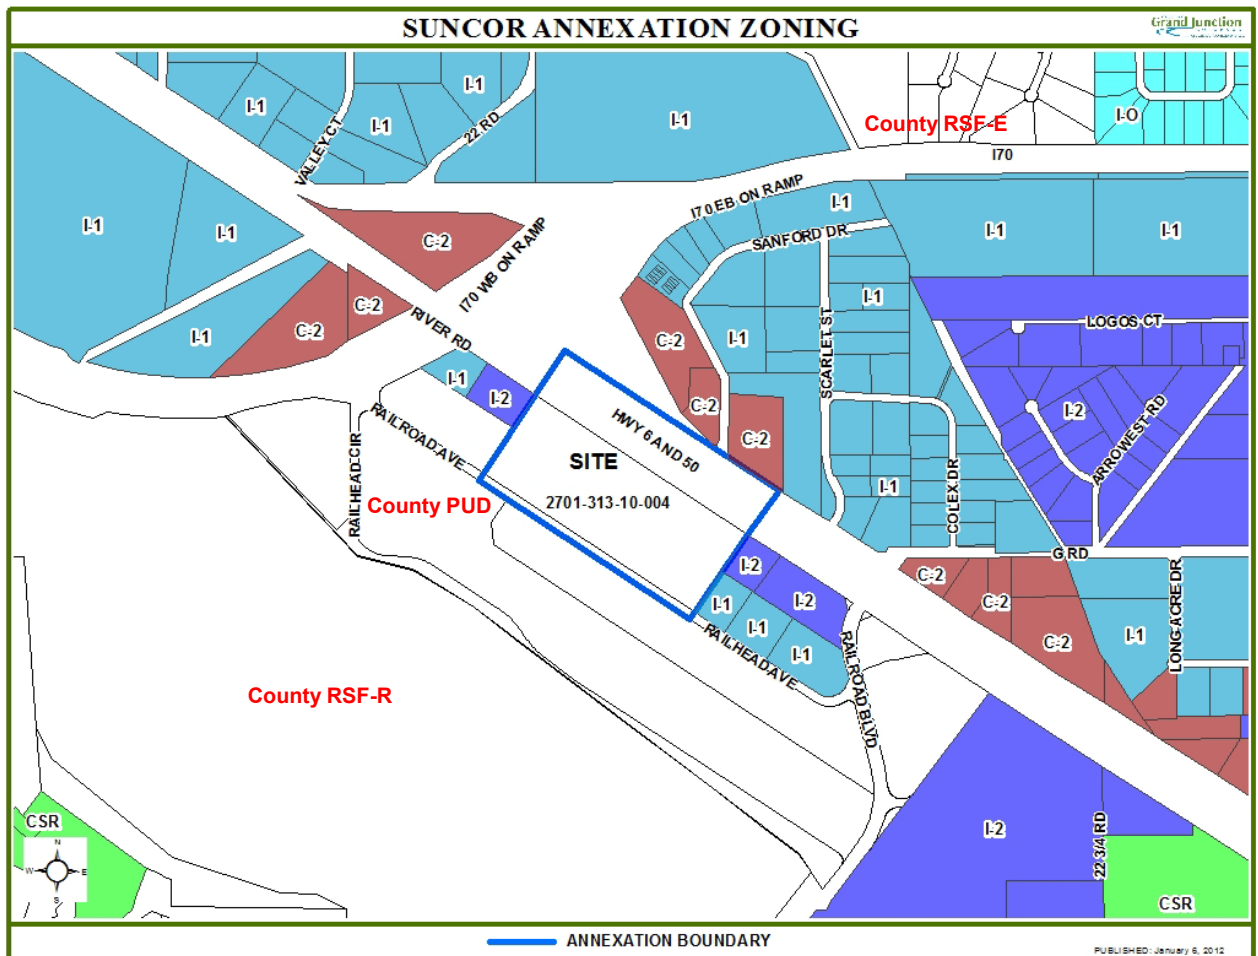 SUNCOR ANNEXATION ZONING
Grand Junction
I-1
I-1
I-1
22 RD
VALLEY CT
I-1
County RSF-E
I-O
I70
I-1
I-1
C-2
I70 WB ON RAMP
I70 EB ON RAMP
I-1
SANFORD DR
I-1
I-1
I-1
C-2
C-2
RIVER RD
I-1
C-2
I-1
SCARLET ST
LOGOS CT
I-1
I-2
C-2
C-2
I-2
ARROWEST RD
RAILROAD AVE
RAILHEAD CIR
HWY 6 AND 50
SITE
2701-313-10-004
County PUD
I-1
COLEX DR
G RD
I-2
I-2
C-2
C-2
C-2
I-1
LONG ACRE DR
I-1
I-1
I-1
RAILHEAD AVE
RAILROAD BLVD
County RSF-R
I-2
22 3/4 RD
CSR
CSR
N
W
E
S
ANNEXATION BOUNDARY
PUBLISHED: January 6, 2012